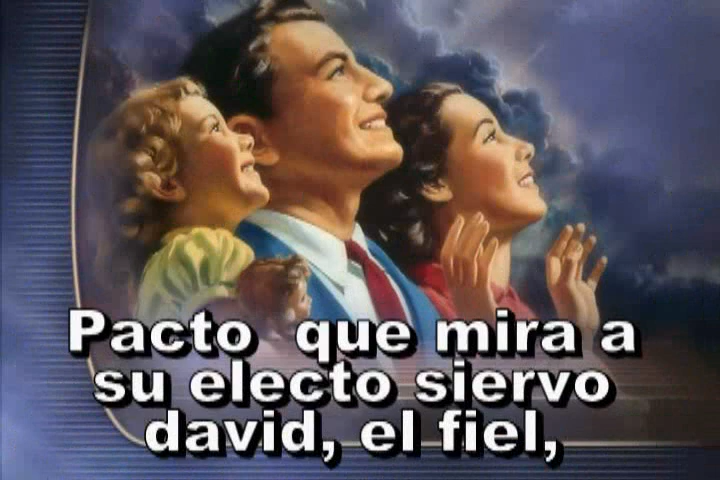 Pacto que mira a
su electo siervo
david, el fiel,